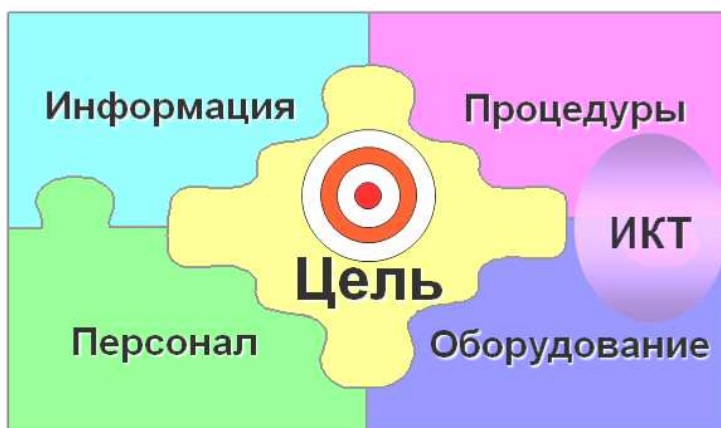 Информация
Процедуры
ИКТ
Цель
Персонал
Оборудование